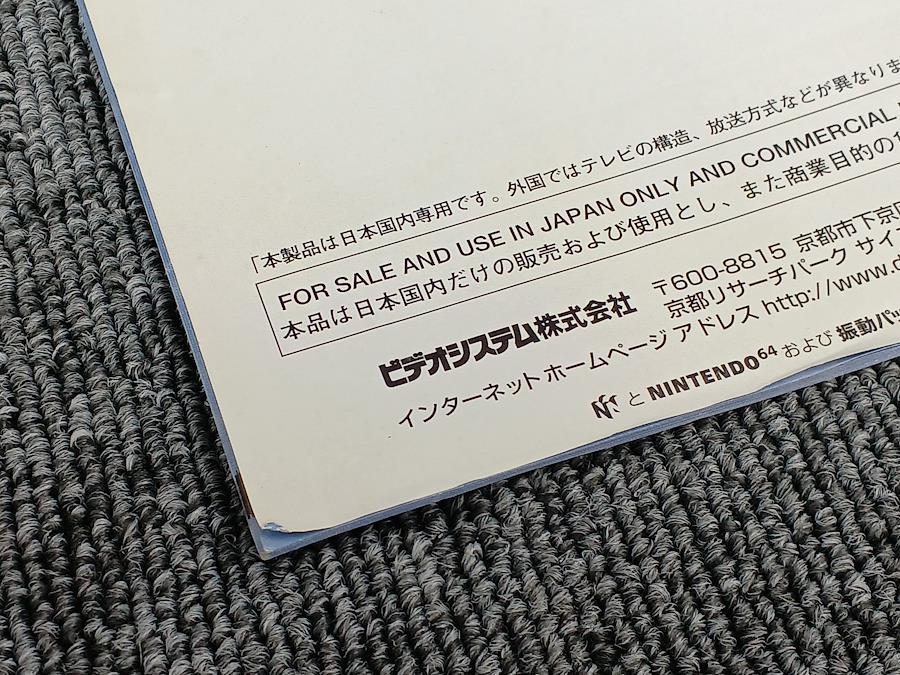 「本製品は日本国内専用です。外国ではテレビの構造、放送方式などが異なりま
FOR SALE AND USE IN JAPAN ONLY AND COMMERCIAL
本品は日本国内だけの販売および使用とし、また商業目的の
ビデオシステム株式会社 〒600-8815 京都市下京
京都リサーチパーク サイ
インターネット ホームページ アドレス http://www.
N と NINTENDO64 および 振動パッ